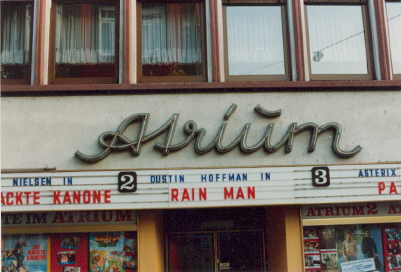 Atrium
NIELSEN IN 2 DUSTIN HOFFMAN IN 3 ASTERIX
ACKTE KANONE RAIN MAN PA
IM ATRIUM ATRIUM 2